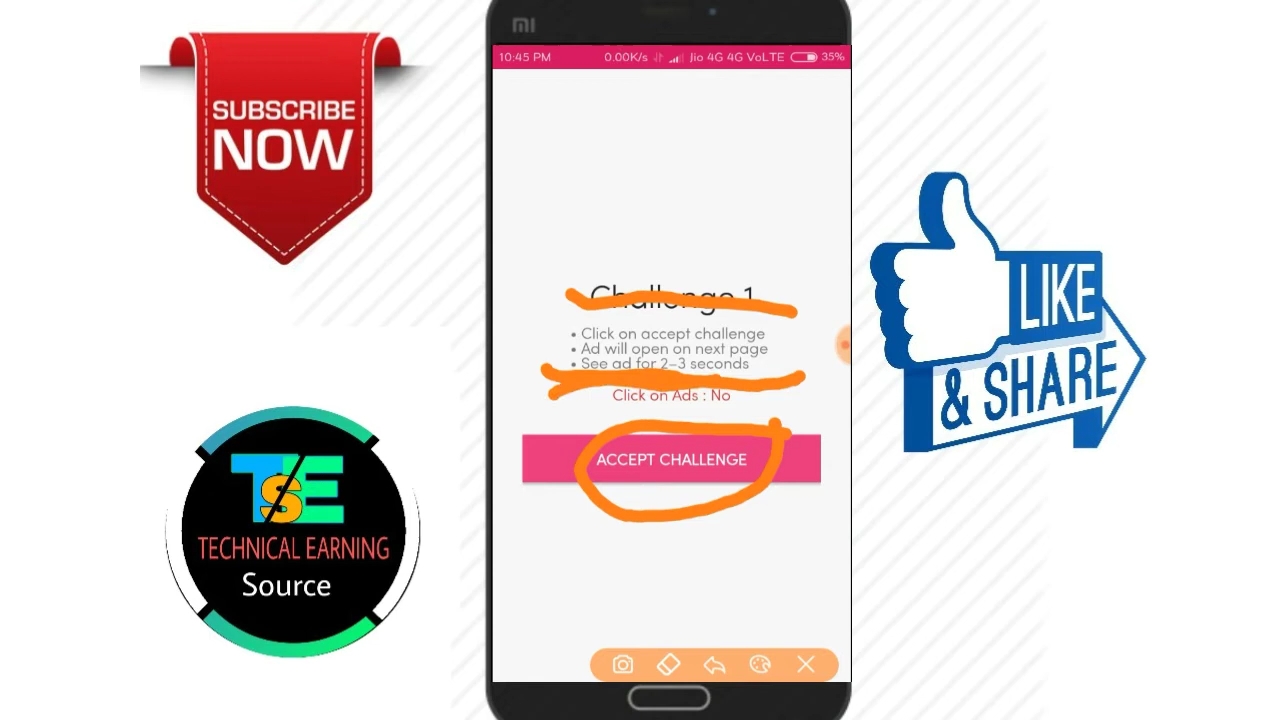 SUBSCRIBE
NOW
TSE
TECHNICAL EARNING
Source
mi
10:45 PM
0.00K/s Jio 4G 4G VoLTE 35%
Challenge 1
• Click on accept challenge
• Ad will open on next page
• See ad for 2–3 seconds
Click on Ads : No
ACCEPT CHALLENGE
LIKE
& SHARE